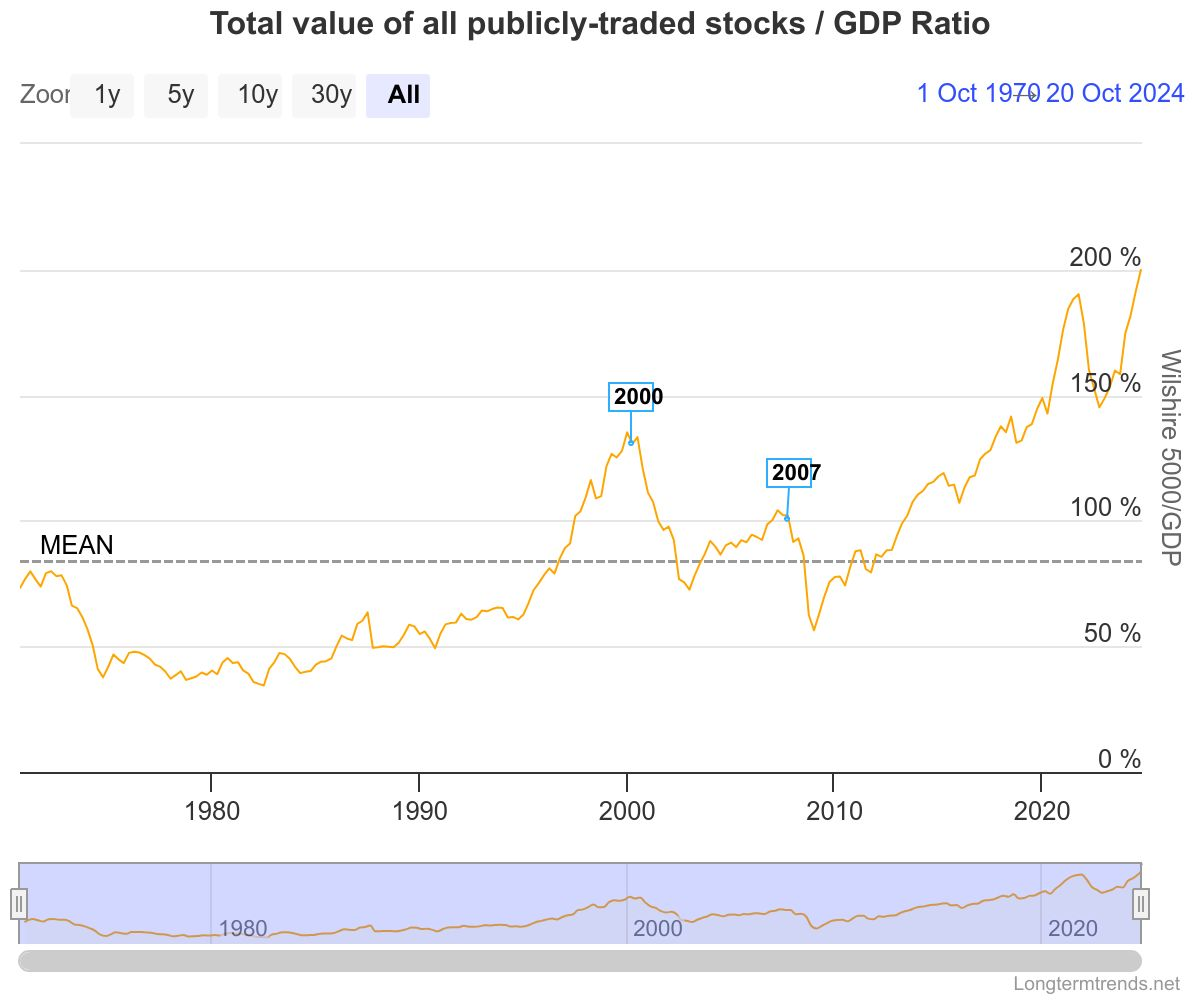 Total value of all publicly-traded stocks / GDP Ratio
Zoom 1y 5y 10y 30y All
1 Oct 1970 → 20 Oct 2024
200 %
150 %
100 %
50 %
0 %
Wilshire 5000/GDP
2000
2007
MEAN
1980 1990 2000 2010 2020
1980 2000 2020
Longtermtrends.net